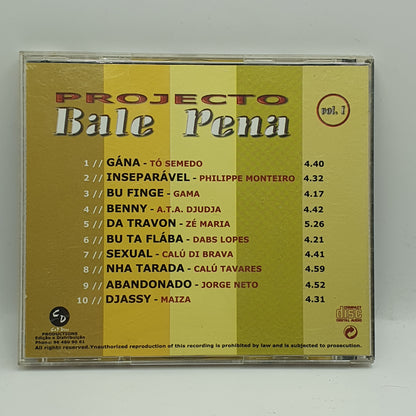 PROJECTO
Bale Pena
vol. 1
1 // GÁNA - TÓ SEMEDO 4.40
2 // INSEPARÁVEL - PHILIPPE MONTEIRO 4.32
3 // BU FINGE - GAMA 4.17
4 // BENNY - A.T.A. DJUDJA 4.42
5 // DA TRAVON - ZÉ MARIA 5.26
6 // BU TA FLÁBA - DABS LOPES 4.21
7 // SEXUAL - CALÚ DI BRAVA 4.41
8 // NHA TARADA - CALÚ TAVARES 4.59
9 // ABANDONADO - JORGE NETO 4.52
10 // DJASSY - MAIZA 4.31
CD
PRODUCTIONS
Edição e Distribuição
COMPACT
disc
DIGITAL AUDIO
All rights reserved.Ynauthorized reproduction of this recording is prohibited by law and is subjected to prosecution.